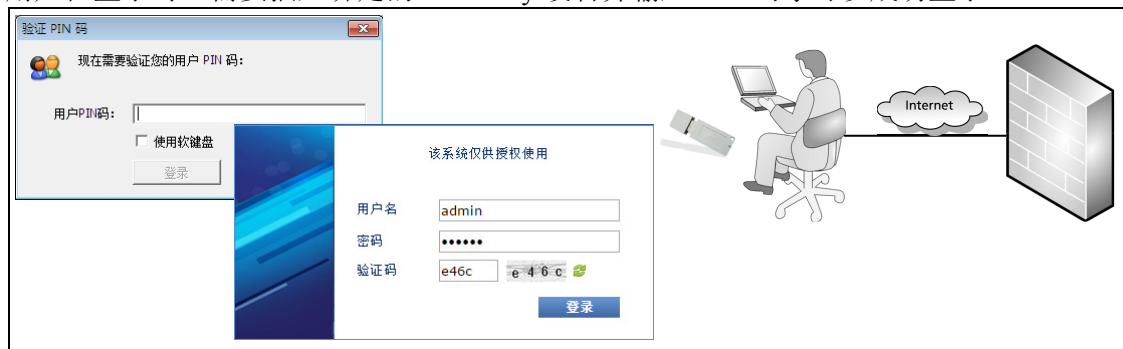 验证 PIN 码
现在需要验证您的用户 PIN 码:
用户PIN码:
使用软键盘
登录
该系统仅供授权使用
用户名 admin
密码 ••••••
验证码 e46c e 4 6 c
登录
Internet